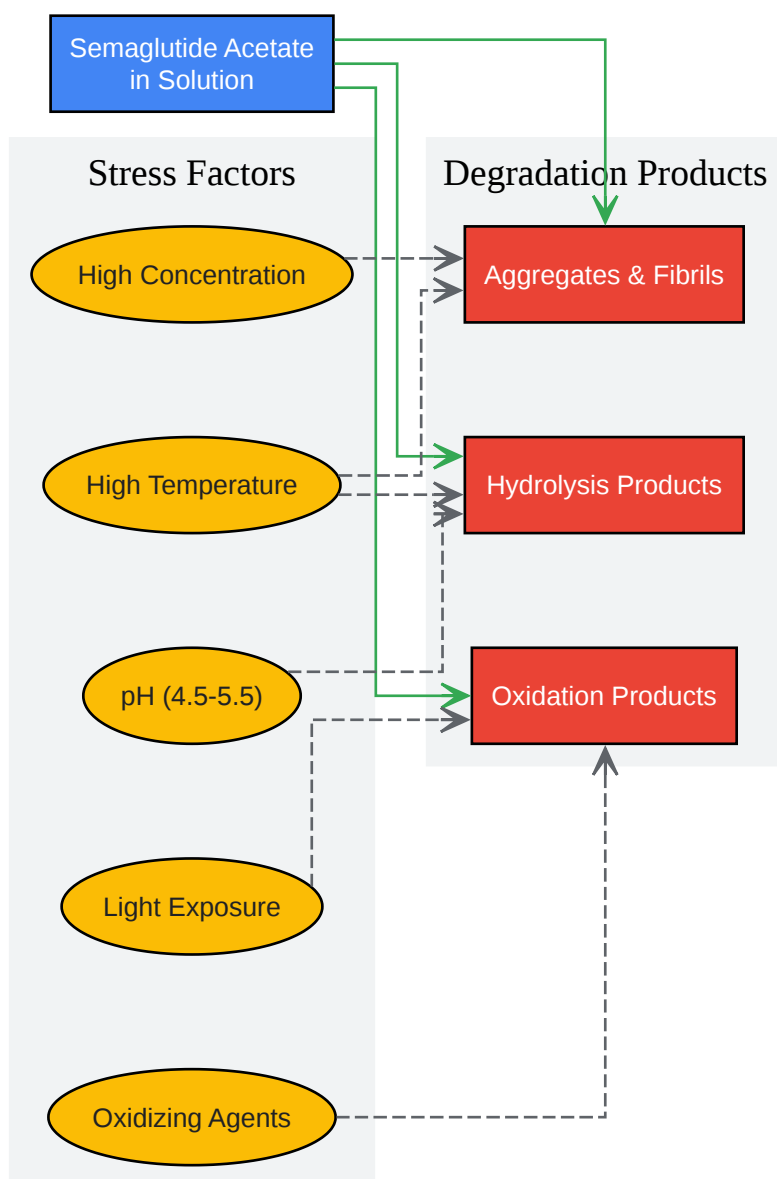 Semaglutide Acetate
in Solution
Stress Factors
Degradation Products
High Concentration
Aggregates & Fibrils
High Temperature
Hydrolysis Products
pH (4.5-5.5)
Oxidation Products
Light Exposure
Oxidizing Agents